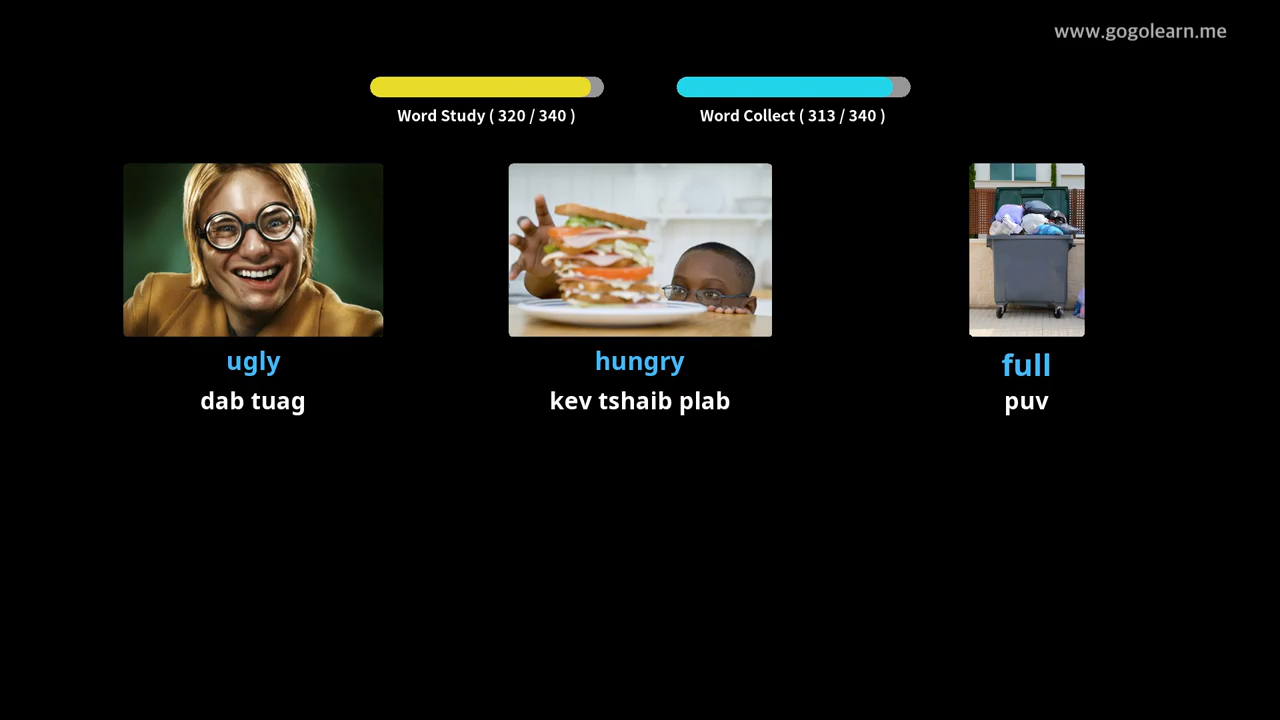 www.gogolearn.me
Word Study ( 320 / 340 )
Word Collect ( 313 / 340 )
ugly
dab tuag
hungry
kev tshaib plab
full
puv